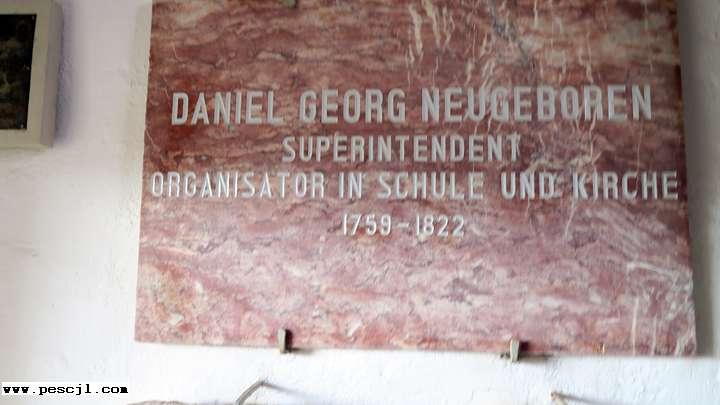 DANIEL GEORG NEUGEBOREN
SUPERINTENDENT
ORGANISATOR IN SCHULE UND KIRCHE
1759-1822
www.pescjl.com